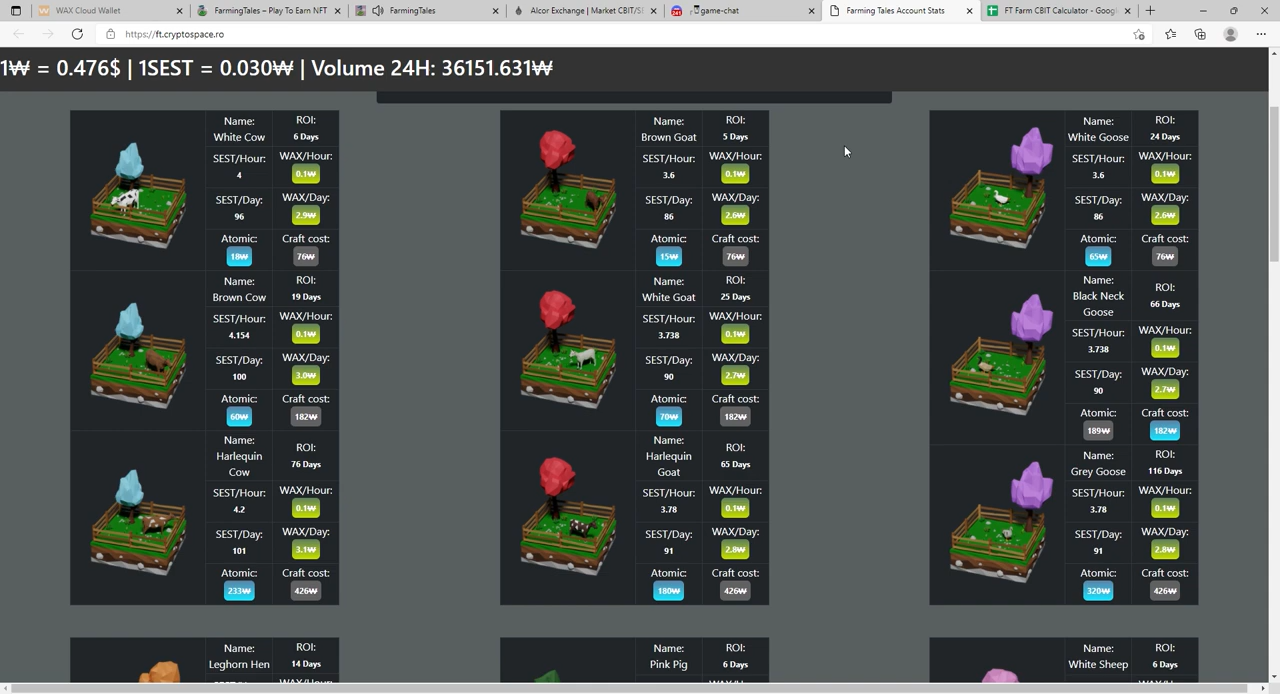 WAX Cloud Wallet
FarmingTales – Play To Earn NFT
FarmingTales
Alcor Exchange | Market CBIT/SE
241
game-chat
Farming Tales Account Stats
FT Farm CBIT Calculator - Goog
https://ft.cryptospace.ro
1₩ = 0.476$ | 1SEST = 0.030₩ | Volume 24H: 36151.631₩
Name:
White Cow
ROI:
6 Days
SEST/Hour:
4
WAX/Hour:
0.1₩
SEST/Day:
96
WAX/Day:
2.9₩
Atomic:
18₩
Craft cost:
76₩
Name:
Brown Cow
ROI:
19 Days
SEST/Hour:
4.154
WAX/Hour:
0.1₩
SEST/Day:
100
WAX/Day:
3.0₩
Atomic:
60₩
Craft cost:
182₩
Name:
Harlequin
Cow
ROI:
76 Days
SEST/Hour:
4.2
WAX/Hour:
0.1₩
SEST/Day:
101
WAX/Day:
3.1₩
Atomic:
233₩
Craft cost:
426₩
Name:
Brown Goat
ROI:
5 Days
SEST/Hour:
3.6
WAX/Hour:
0.1₩
SEST/Day:
86
WAX/Day:
2.6₩
Atomic:
15₩
Craft cost:
76₩
Name:
White Goat
ROI:
25 Days
SEST/Hour:
3.738
WAX/Hour:
0.1₩
SEST/Day:
90
WAX/Day:
2.7₩
Atomic:
70₩
Craft cost:
182₩
Name:
Harlequin
Goat
ROI:
65 Days
SEST/Hour:
3.78
WAX/Hour:
0.1₩
SEST/Day:
91
WAX/Day:
2.8₩
Atomic:
180₩
Craft cost:
426₩
Name:
White Goose
ROI:
24 Days
SEST/Hour:
3.6
WAX/Hour:
0.1₩
SEST/Day:
86
WAX/Day:
2.6₩
Atomic:
65₩
Craft cost:
76₩
Name:
Black Neck
Goose
ROI:
66 Days
SEST/Hour:
3.738
WAX/Hour:
0.1₩
SEST/Day:
90
WAX/Day:
2.7₩
Atomic:
189₩
Craft cost:
182₩
Name:
Grey Goose
ROI:
116 Days
SEST/Hour:
3.78
WAX/Hour:
0.1₩
SEST/Day:
91
WAX/Day:
2.8₩
Atomic:
320₩
Craft cost:
426₩
Name:
Leghorn Hen
ROI:
14 Days
Name:
Pink Pig
ROI:
6 Days
Name:
White Sheep
ROI:
6 Days